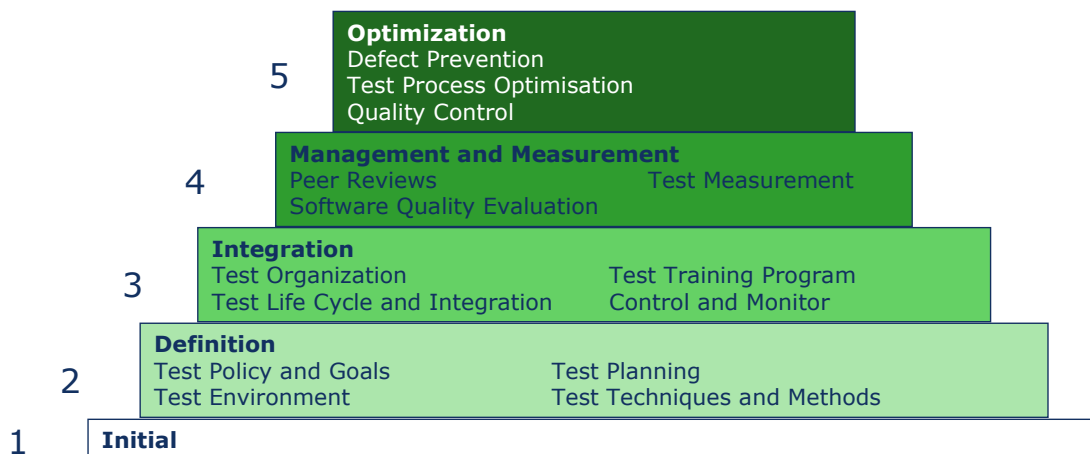 5
Optimization
Defect Prevention
Test Process Optimisation
Quality Control
4
Management and Measurement
Peer Reviews Test Measurement
Software Quality Evaluation
3
Integration
Test Organization Test Training Program
Test Life Cycle and Integration Control and Monitor
2
Definition
Test Policy and Goals Test Planning
Test Environment Test Techniques and Methods
1
Initial